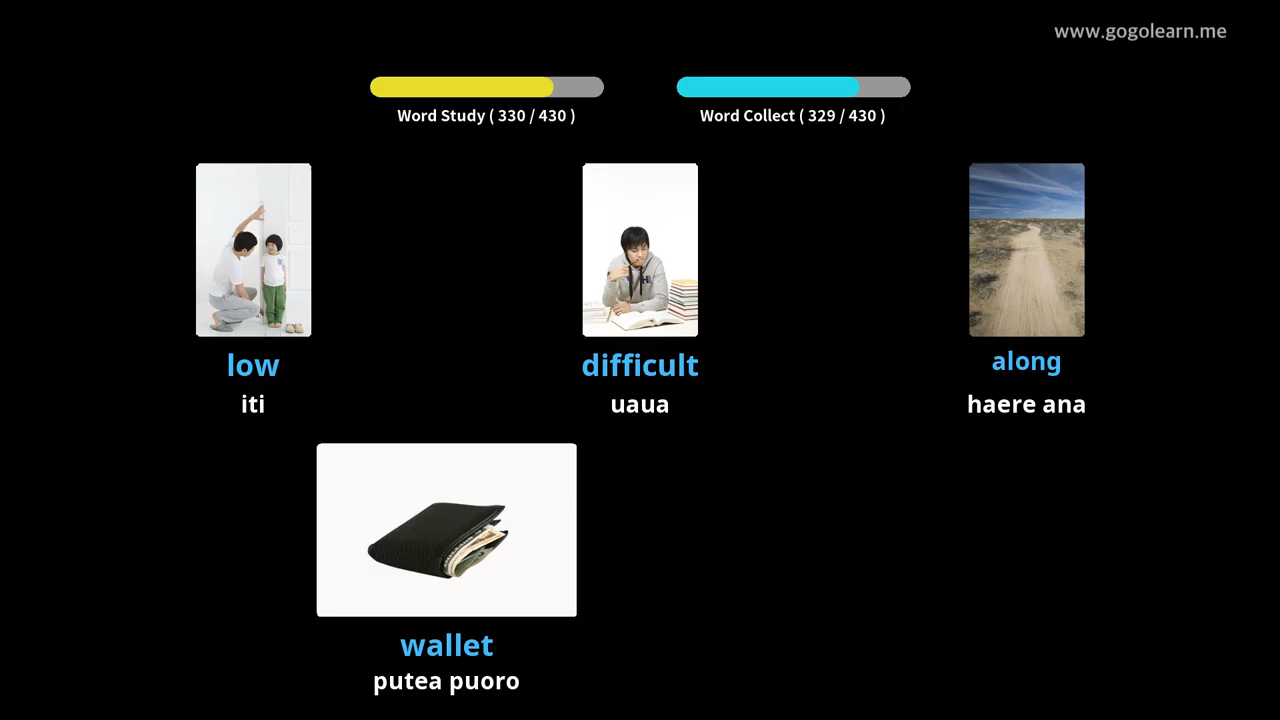 www.gogolearn.me
Word Study ( 330 / 430 )
Word Collect ( 329 / 430 )
low
iti
difficult
uaua
along
haere ana
wallet
putea puoro